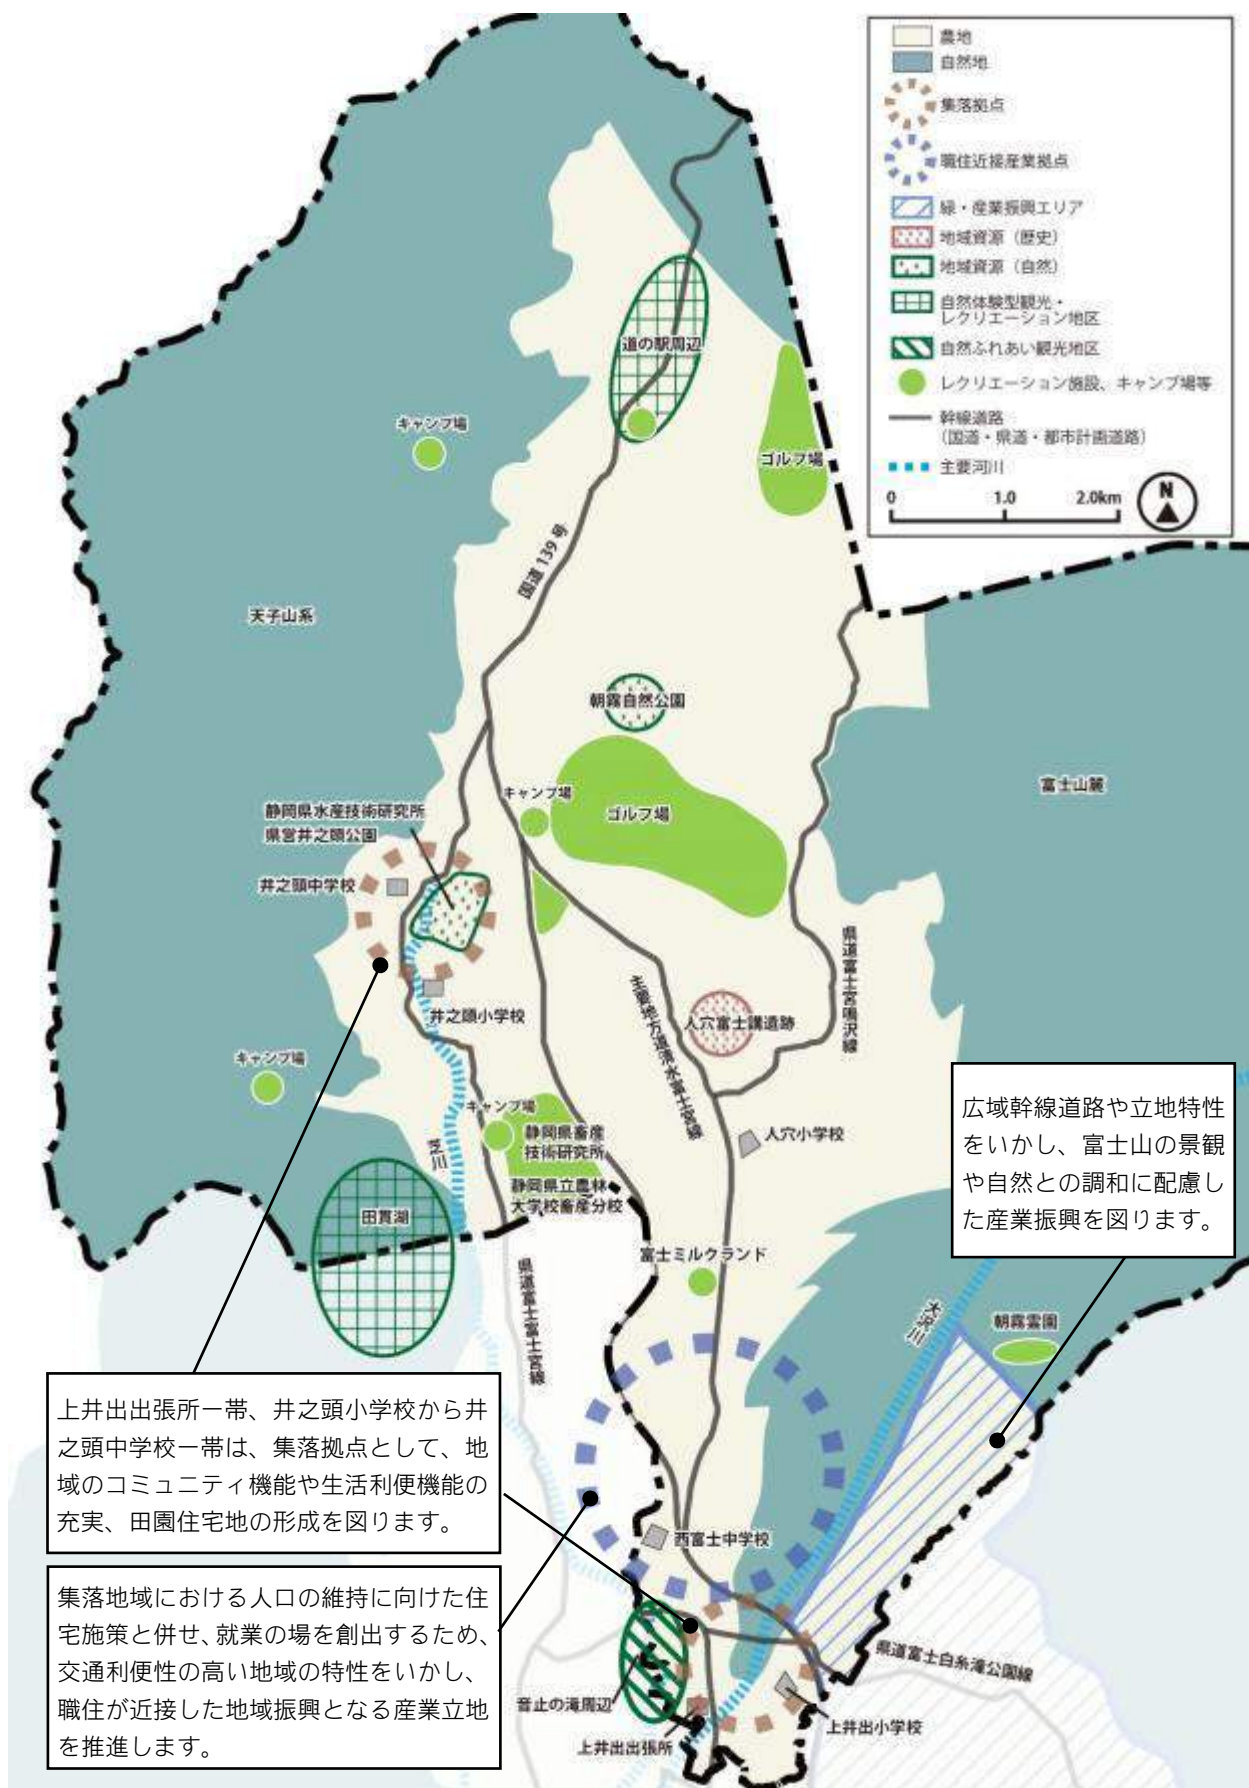 農地
自然地
集落拠点
職住近接産業拠点
緑・産業振興エリア
地域資源（歴史）
地域資源（自然）
自然体験型観光・
レクリエーション地区
自然ふれあい観光地区
レクリエーション施設、キャンプ場等
幹線道路
（国道・県道・都市計画道路）
主要河川
0 1.0 2.0km
N
道の駅周辺
キャンプ場
ゴルフ場
国道139号
天子山系
朝霧自然公園
富士山麓
キャンプ場
ゴルフ場
静岡県水産技術研究所
県営井之頭公園
井之頭中学校
県道富士宮鳴沢線
主要地方道清水富士宮線
人穴富士講遺跡
井之頭小学校
キャンプ場
キャンプ場
芝川
静岡県畜産
技術研究所
人穴小学校
静岡県立農林
大学校畜産分校
田貫湖
富士ミルクランド
県道富士富士宮線
大沢川
朝霧霊園
広域幹線道路や立地特性
をいかし、富士山の景観
や自然との調和に配慮し
た産業振興を図ります。
上井出出張所一帯、井之頭小学校から井
之頭中学校一帯は、集落拠点として、地
域のコミュニティ機能や生活利便機能の
充実、田園住宅地の形成を図ります。
西富士中学校
集落地域における人口の維持に向けた住
宅施策と併せ、就業の場を創出するため、
交通利便性の高い地域の特性をいかし、
職住が近接した地域振興となる産業立地
を推進します。
県道富士白糸滝公園線
音止の滝周辺
上井出小学校
上井出出張所